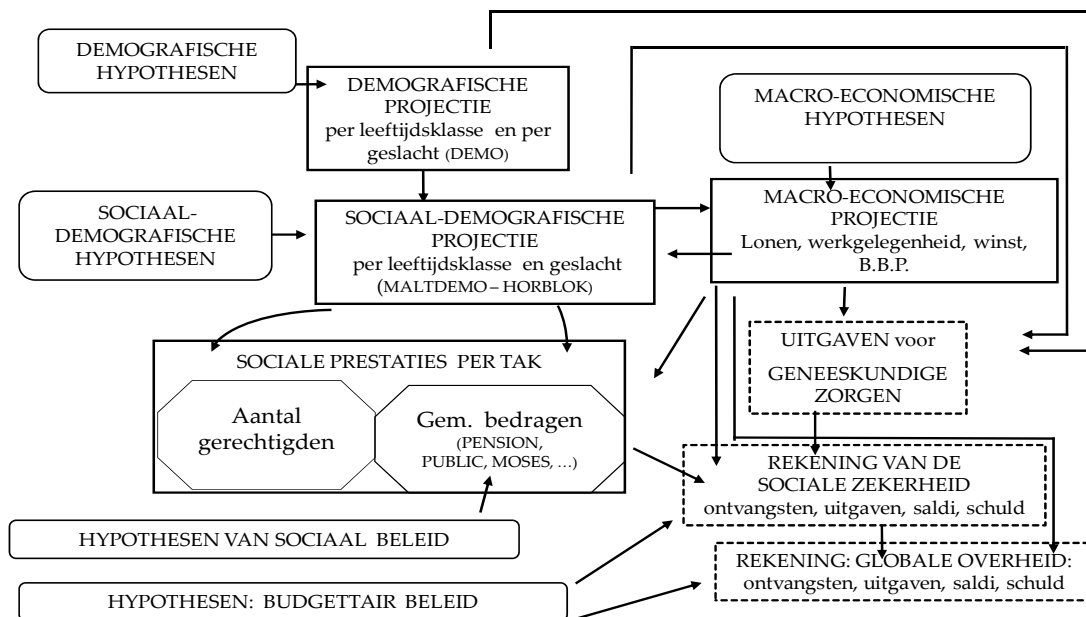 DEMOGRAFISCHE
HYPOTHESEN
DEMOGRAFISCHE
PROJECTIE
per leeftijdsklasse en per
geslacht (DEMO)
MACRO-ECONOMISCHE
HYPOTHESEN
SOCIAAL-
DEMOGRAFISCHE
HYPOTHESEN
SOCIAAL-DEMOGRAFISCHE
PROJECTIE
per leeftijdsklasse en geslacht
(MALTDEMO – HORBLOK)
MACRO-ECONOMISCHE
PROJECTIE
Lonen, werkgelegenheid, winst,
B.B.P.
SOCIALE PRESTATIES PER TAK
Aantal
gerechtigden
Gem. bedragen
(PENSION,
PUBLIC, MOSES, …)
UITGAVEN voor
GENEESKUNDIGE
ZORGEN
REKENING VAN DE
SOCIALE ZEKERHEID
ontvangsten, uitgaven, saldi, schuld
HYPOTHESEN VAN SOCIAAL BELEID
REKENING: GLOBALE OVERHEID:
ontvangsten, uitgaven, saldi, schuld
HYPOTHESEN: BUDGETTAIR BELEID